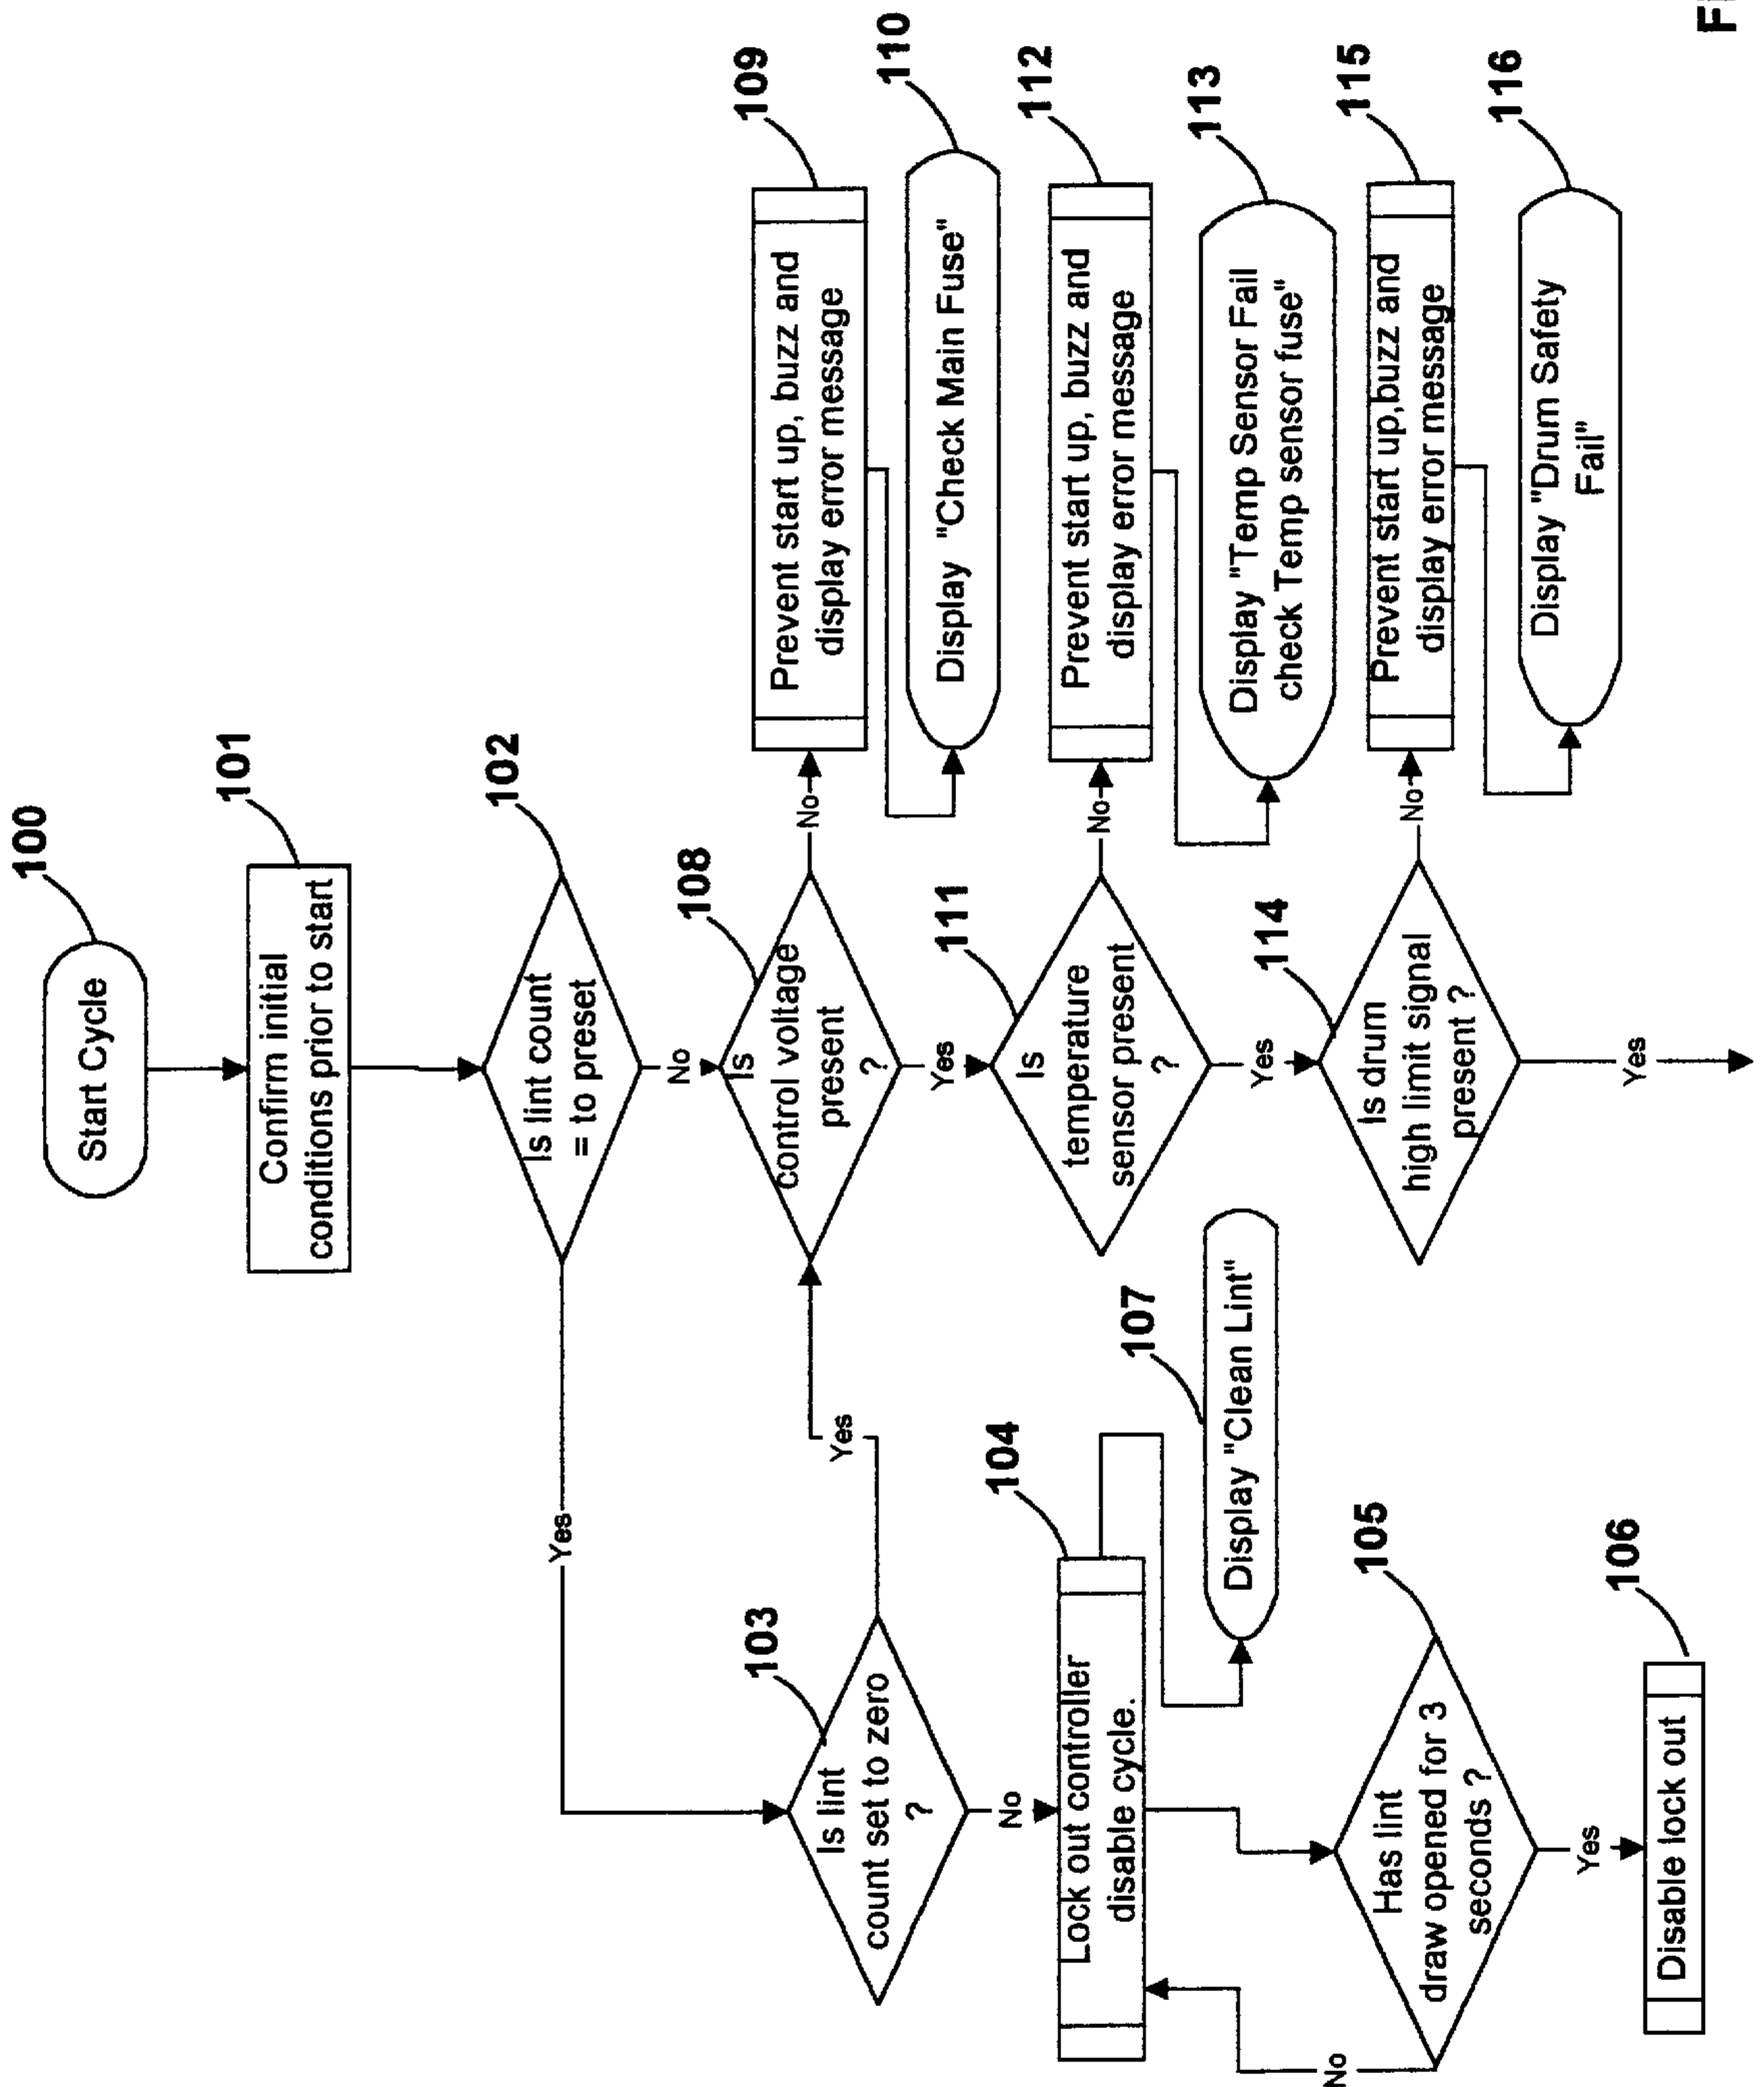 100
Start Cycle
101
Confirm initial
conditions prior to start
102
Is lint count
= to preset
Yes
No
103
Is lint
count set to zero
?
Yes
No
104
Lock out controller
disable cycle.
107
Display "Clean Lint"
105
Has lint
draw opened for 3
seconds ?
No
Yes
106
Disable lock out
108
Is
control voltage
present
?
No
109
Prevent start up, buzz and
display error message
110
Display "Check Main Fuse"
Yes
111
Is
temperature
sensor present
?
No
112
Prevent start up, buzz and
display error message
113
Display "Temp Sensor Fail
check Temp sensor fuse"
Yes
114
Is drum
high limit signal
present ?
No
115
Prevent start up,buzz and
display error message
116
Display "Drum Safety
Fail"
Yes